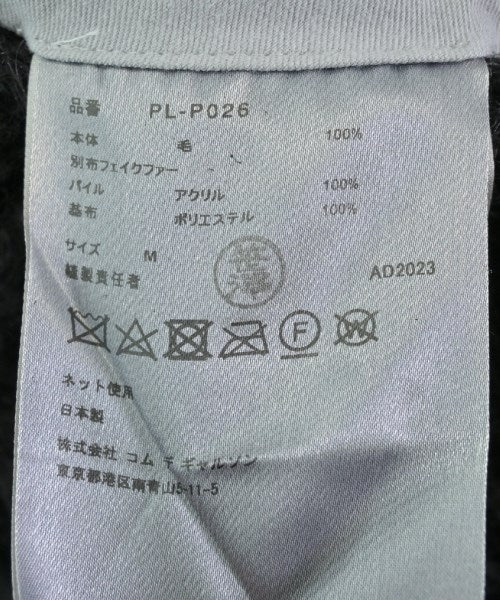 品番 PL-P026
本体 毛 100%
別布フェイクファー
パイル アクリル 100%
基布 ポリエステル 100%
サイズ M
縫製責任者 AD2023
F
W
ネット使用
日本製
株式会社 コム デ ギャルソン
東京都港区南青山5-11-5